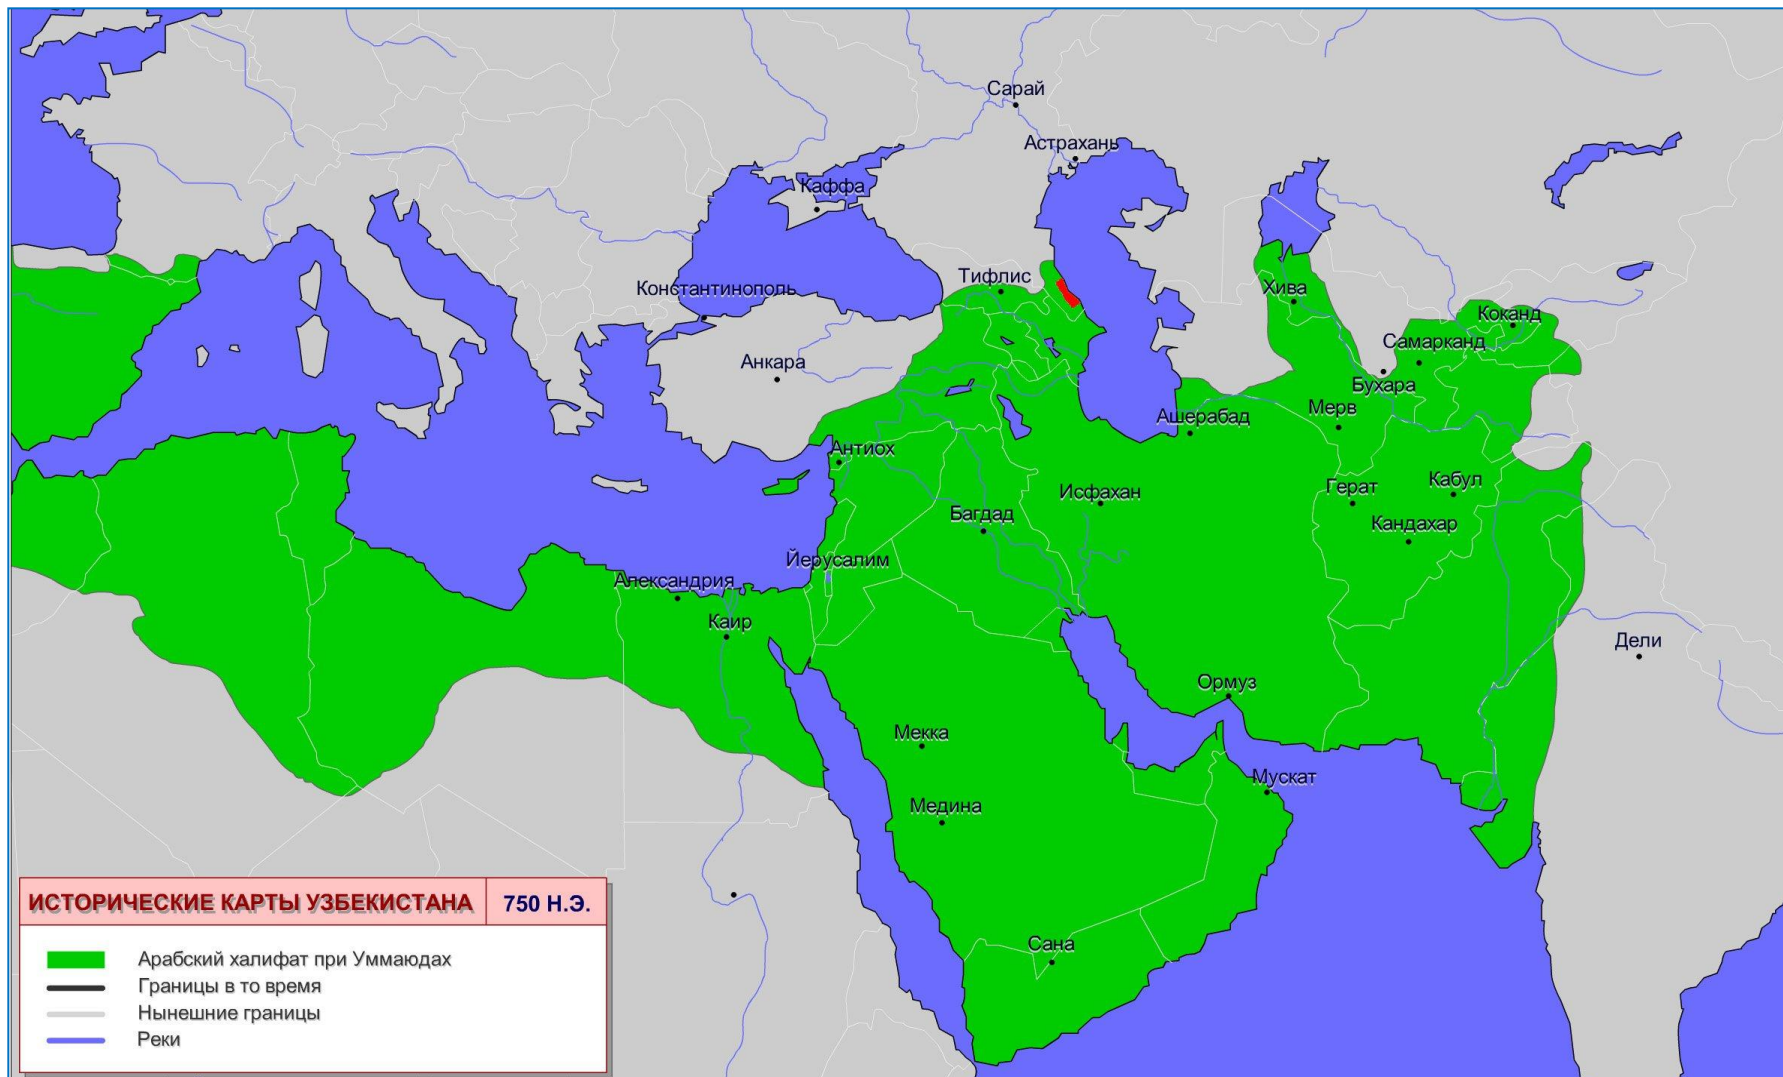 Сарай
Астрахань
Каффа
Тифлис
Константинополь
Хива
Коканд
Самарканд
Анкара
Бухара
Ашерабад
Мерв
Антиох
Исфахан
Герат
Кабул
Багдад
Кандахар
Йерусалим
Александрия
Каир
Дели
Ормуз
Мекка
Мускат
Медина
Сана
ИСТОРИЧЕСКИЕ КАРТЫ УЗБЕКИСТАНА 750 Н.Э.
Арабский халифат при Уммаюдах
Границы в то время
Нынешние границы
Реки